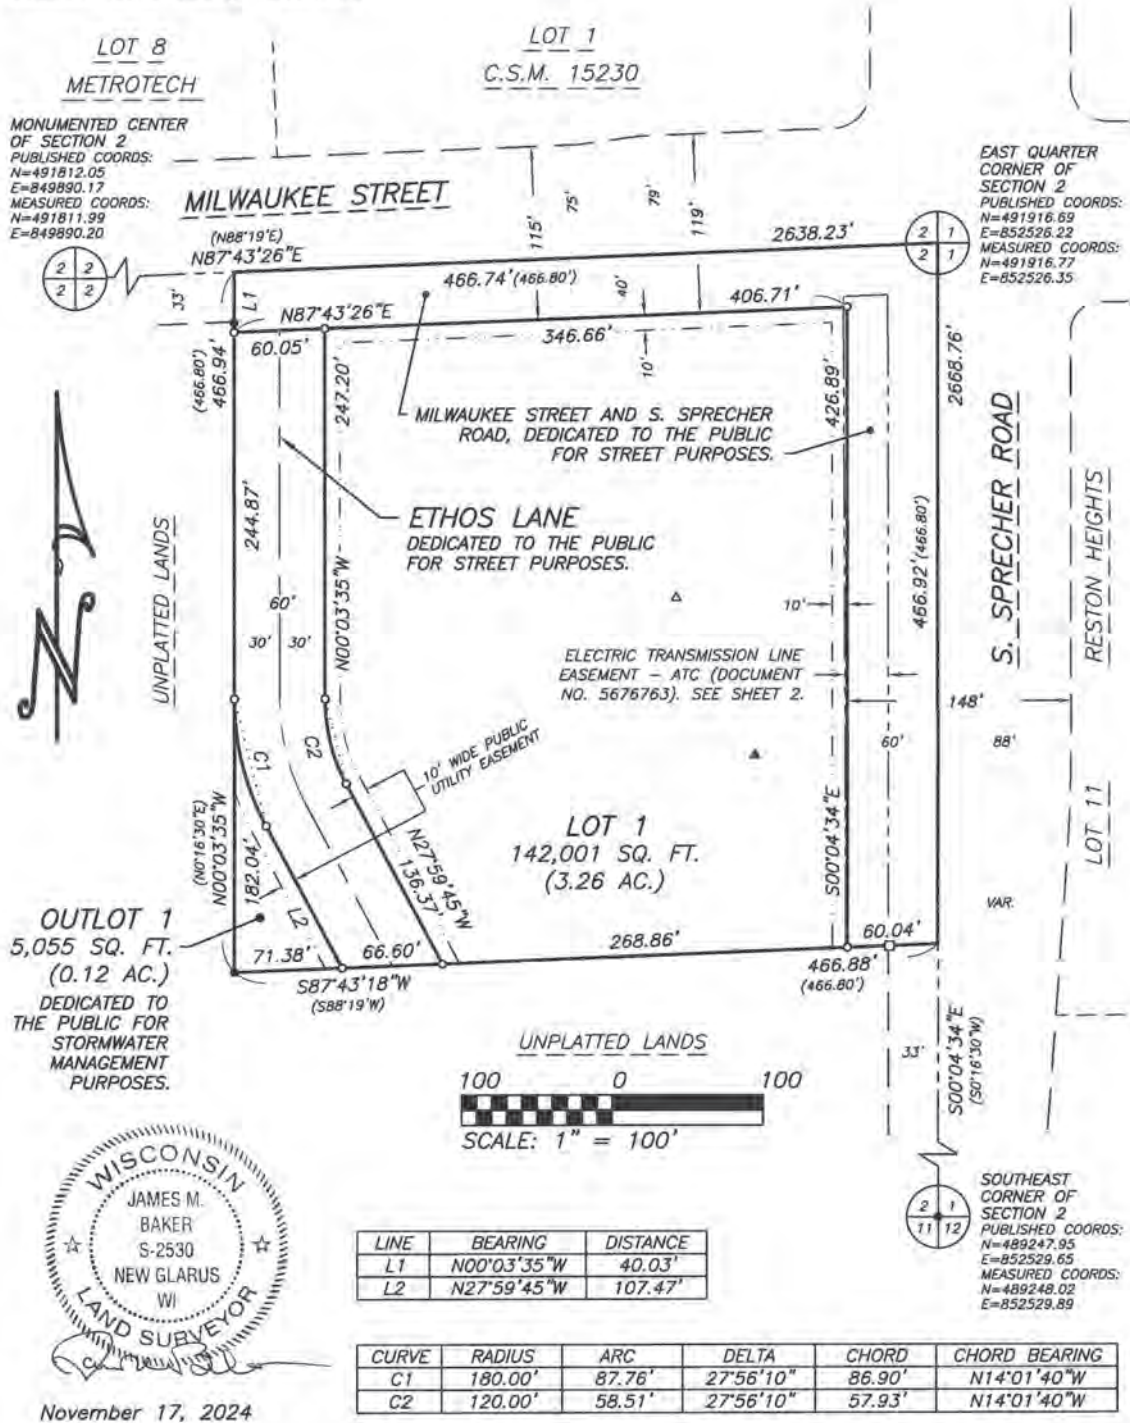 LOT 8
METROTECH
LOT 1
C.S.M. 15230
MONUMENTED CENTER
OF SECTION 2
PUBLISHED COORDS:
N=491812.05
E=849890.17
MEASURED COORDS:
N=491811.99
E=849890.20
EAST QUARTER
CORNER OF
SECTION 2
PUBLISHED COORDS:
N=491916.69
E=852526.22
MEASURED COORDS:
N=491916.77
E=852526.35
MILWAUKEE STREET
115'
75'
79'
119'
(N88°19'E)
N87°43'26"E
2638.23'
2 2
2 2
2 1
2 1
466.74' (466.80')
40'
406.71'
33'
L1
N87°43'26"E
60.05'
346.66'
10'
(466.80')
466.94'
247.20'
426.89'
2668.76'
MILWAUKEE STREET AND S. SPRECHER
ROAD, DEDICATED TO THE PUBLIC
FOR STREET PURPOSES.
ETHOS LANE
DEDICATED TO THE PUBLIC
FOR STREET PURPOSES.
244.87'
UNPLATTED LANDS
N00°03'35"W
60'
30' 30'
10'
466.92' (466.80')
S. SPRECHER ROAD
RESTON HEIGHTS
ELECTRIC TRANSMISSION LINE
EASEMENT - ATC (DOCUMENT
NO. 5676763). SEE SHEET 2.
148'
60'
88'
C1
C2
10' WIDE PUBLIC
UTILITY EASEMENT
(N0°16'30"E)
N00°03'35"W
182.04'
L2
N27°59'45"W
136.37'
LOT 1
142,001 SQ. FT.
(3.26 AC.)
S00°04'34"E
LOT 11
VAR.
OUTLOT 1
5,055 SQ. FT.
(0.12 AC.)
DEDICATED TO
THE PUBLIC FOR
STORMWATER
MANAGEMENT
PURPOSES.
71.38'
66.60'
268.86'
60.04'
S87°43'18"W
(S88°19'W)
466.88'
(466.80')
UNPLATTED LANDS
33'
S00°04'34"E
(S0°16'30"W)
100 0 100
SCALE: 1" = 100'
N
WISCONSIN
JAMES M.
BAKER
S-2530
NEW GLARUS
WI
LAND SURVEYOR
November 17, 2024
2 1
11 12
SOUTHEAST
CORNER OF
SECTION 2
PUBLISHED COORDS:
N=489247.95
E=852529.65
MEASURED COORDS:
N=489248.02
E=852529.89
LINE BEARING DISTANCE
L1 N00°03'35"W 40.03'
L2 N27°59'45"W 107.47'
CURVE RADIUS ARC DELTA CHORD CHORD BEARING
C1 180.00' 87.76' 27°56'10" 86.90' N14°01'40"W
C2 120.00' 58.51' 27°56'10" 57.93' N14°01'40"W